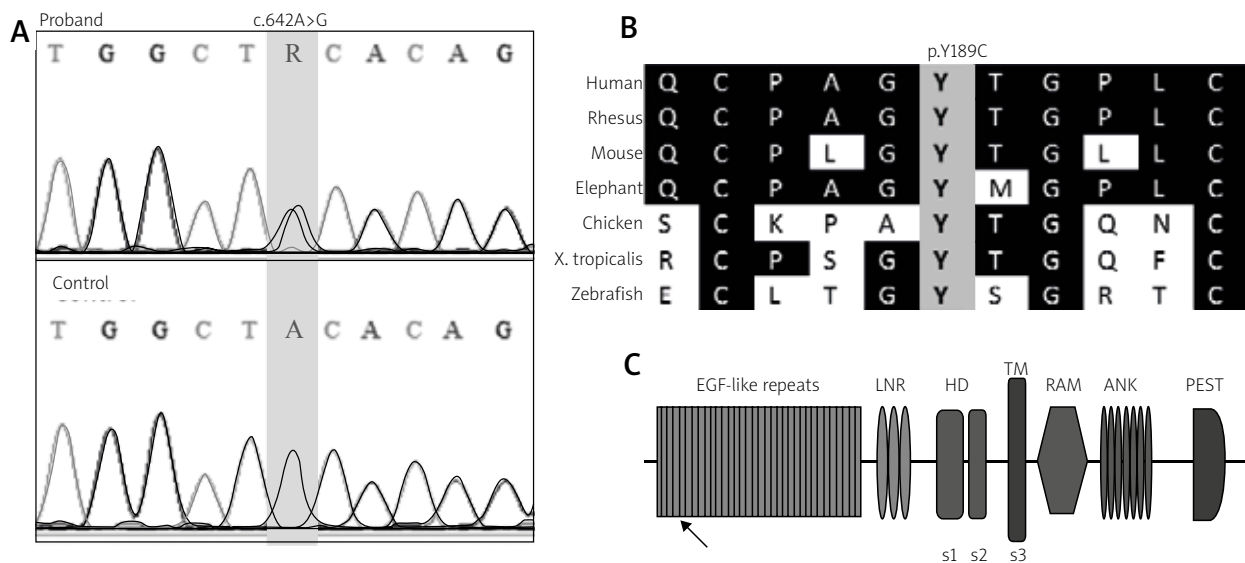 A
Proband
c.642A>G
T G G C T R C A C A G
Control
T G G C T A C A C A G
B
p.Y189C
Human Q C P A G Y T G P L C
Rhesus Q C P A G Y T G P L C
Mouse Q C P L G Y T G L L C
Elephant Q C P A G Y M G P L C
Chicken S C K P A Y T G Q N C
X. tropicalis R C P S G Y T G Q F C
Zebrafish E C L T G Y S G R T C
C
EGF-like repeats LNR HD TM RAM ANK PEST
s1 s2 s3